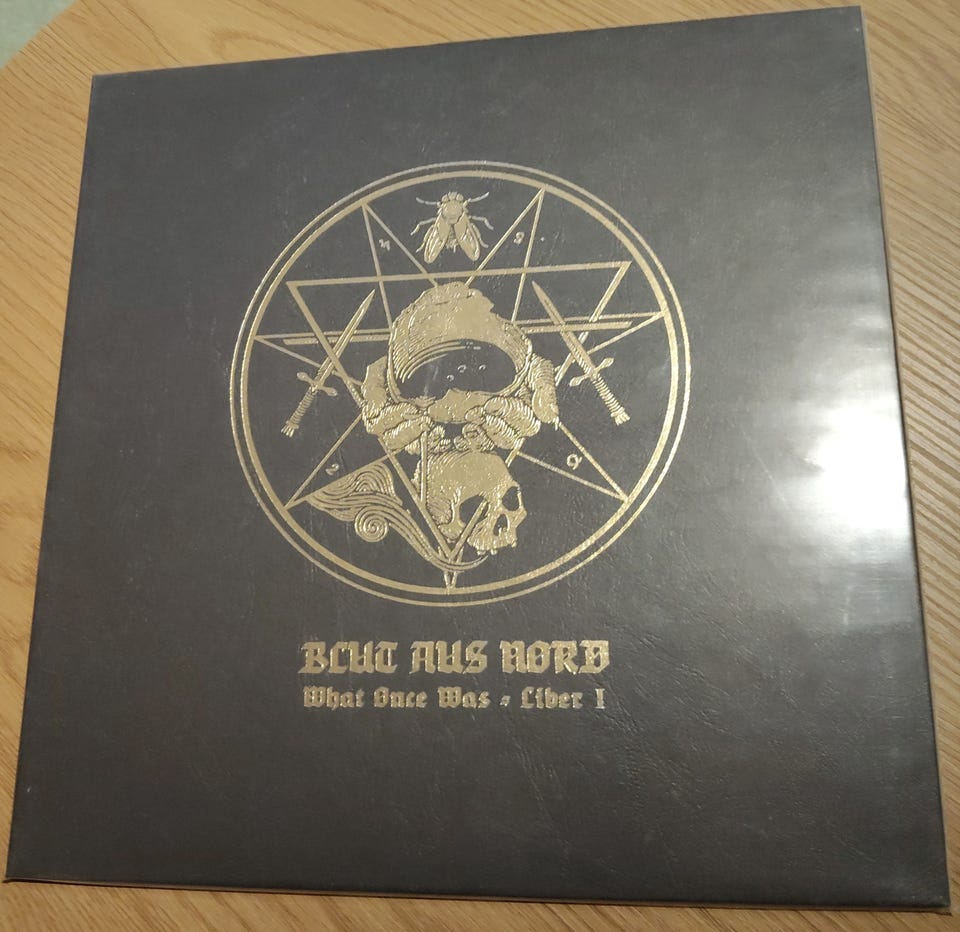 BLUT AUS NORD
What Once Was - Liber I